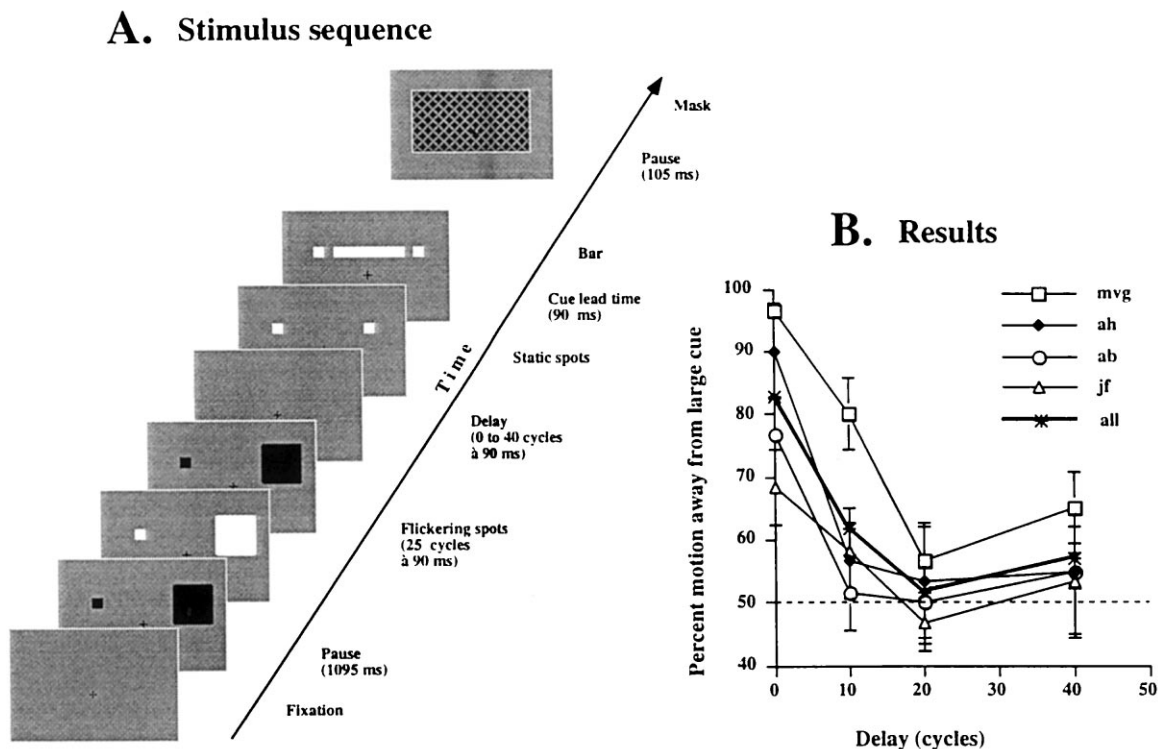 A. Stimulus sequence
Mask
Pause
(105 ms)
Bar
Cue lead time
(90 ms)
Static spots
Time
Delay
(0 to 40 cycles
à 90 ms)
Flickering spots
(25 cycles
à 90 ms)
Pause
(1095 ms)
Fixation
B. Results
100
90
80
70
60
50
40
Percent motion away from large cue
mvg
ah
ab
jf
all
0
10
20
30
40
50
Delay (cycles)